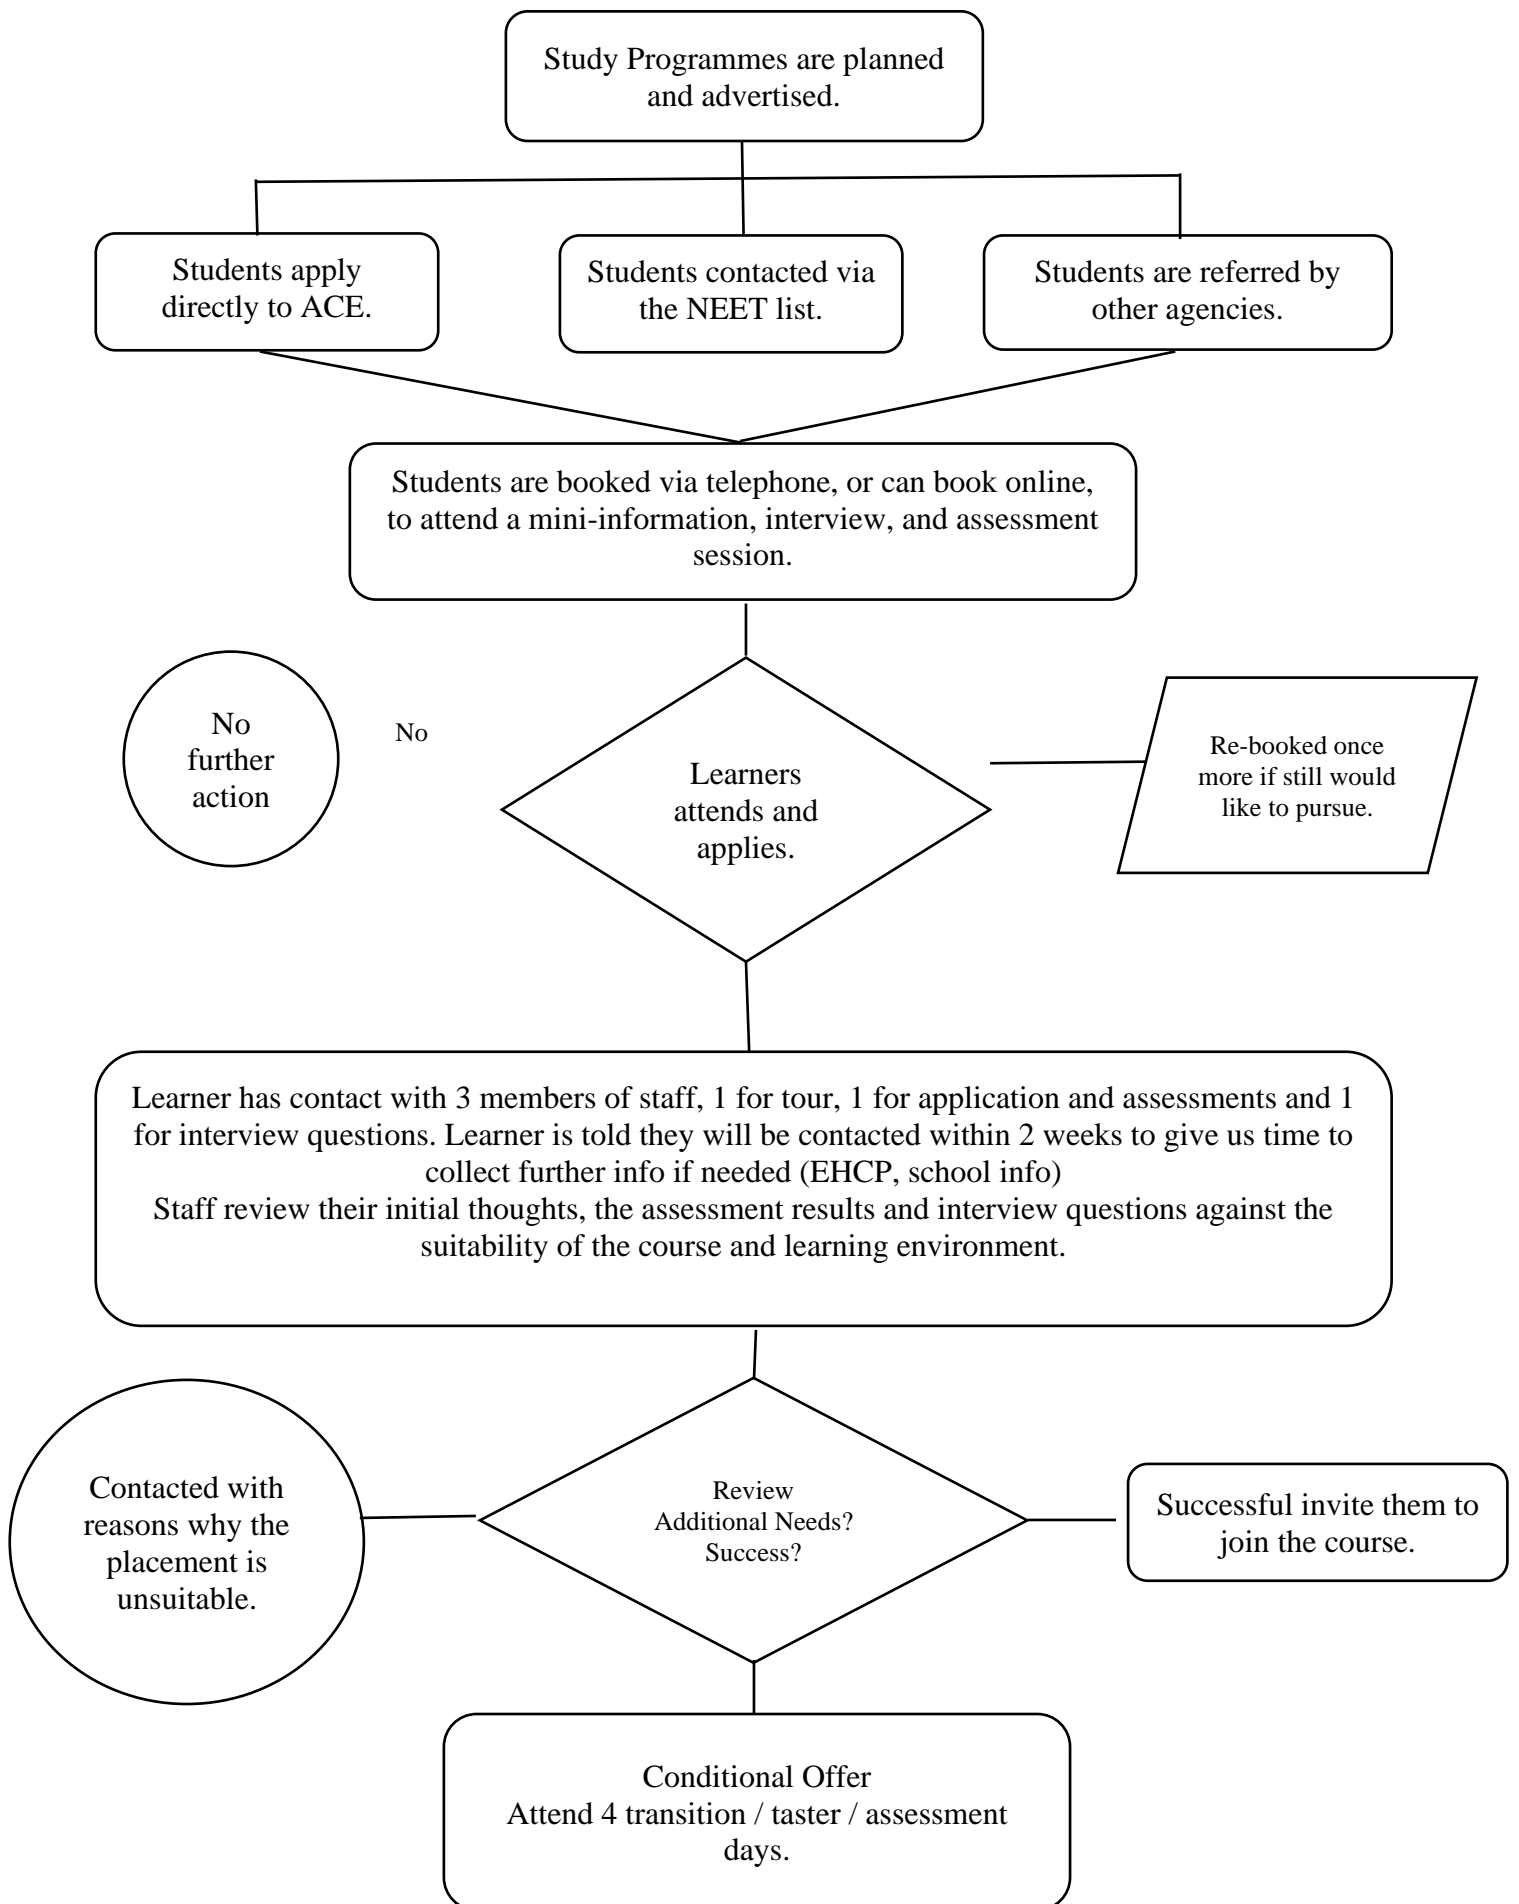 Study Programmes are planned
and advertised.
Students apply
directly to ACE.
Students contacted via
the NEET list.
Students are referred by
other agencies.
Students are booked via telephone, or can book online,
to attend a mini-information, interview, and assessment
session.
No
further
action
No
Learners
attends and
applies.
Re-booked once
more if still would
like to pursue.
Learner has contact with 3 members of staff, 1 for tour, 1 for application and assessments and 1
for interview questions. Learner is told they will be contacted within 2 weeks to give us time to
collect further info if needed (EHCP, school info)
Staff review their initial thoughts, the assessment results and interview questions against the
suitability of the course and learning environment.
Contacted with
reasons why the
placement is
unsuitable.
Review
Additional Needs?
Success?
Successful invite them to
join the course.
Conditional Offer
Attend 4 transition / taster / assessment
days.